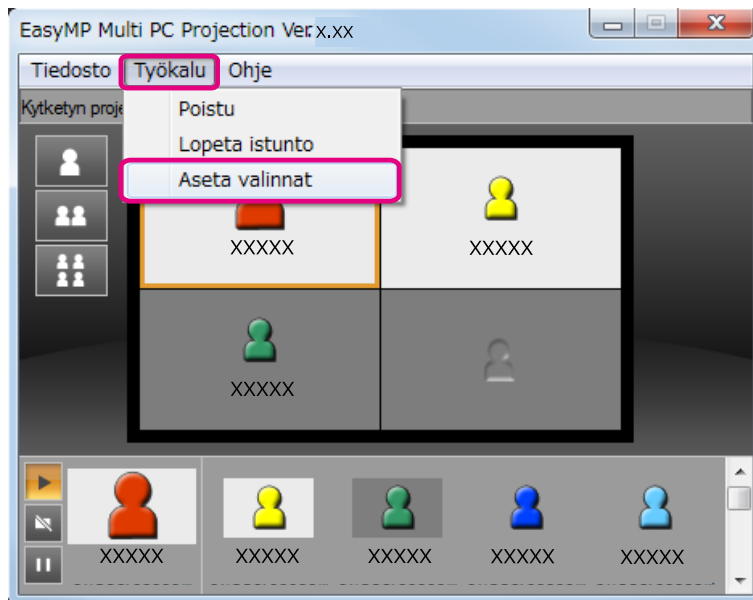 EasyMP Multi PC Projection Ver. x.xx
Tiedosto Työkalu Ohje
Kytketyn proje
Poistu
Lopeta istunto
Aseta valinnat
XXXXX XXXXX
XXXXX
XXXXX XXXXX XXXXX XXXXX XXXXX